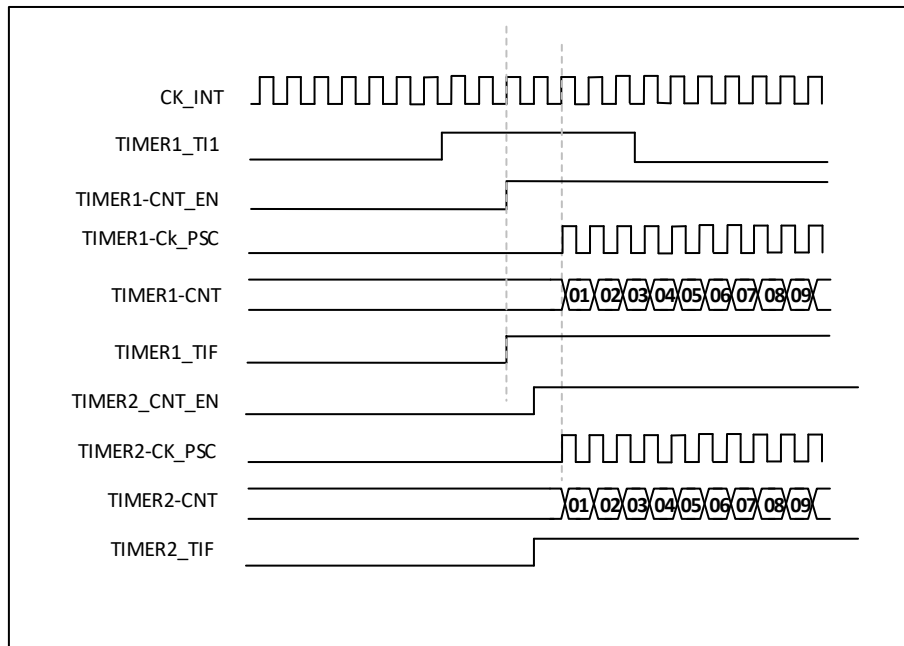 CK_INT
TIMER1_TI1
TIMER1-CNT_EN
TIMER1-Ck_PSC
TIMER1-CNT 01 02 03 04 05 06 07 08 09
TIMER1_TIF
TIMER2_CNT_EN
TIMER2-CK_PSC
TIMER2-CNT 01 02 03 04 05 06 07 08 09
TIMER2_TIF